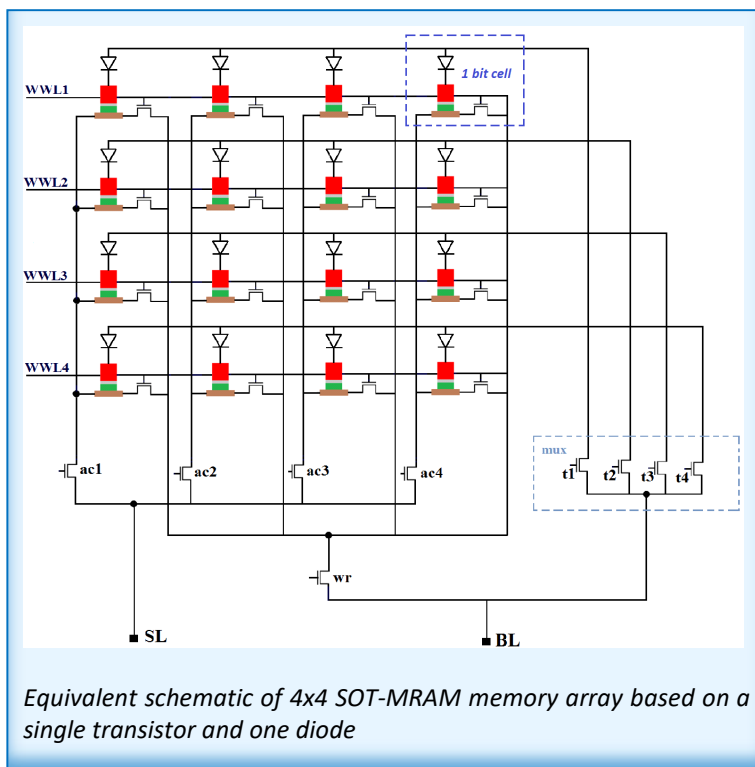 1 bit cell
WWL1
WWL2
WWL3
WWL4
ac1
ac2
ac3
ac4
mux
t1
t2
t3
t4
wr
SL
BL
Equivalent schematic of 4x4 SOT-MRAM memory array based on a
single transistor and one diode